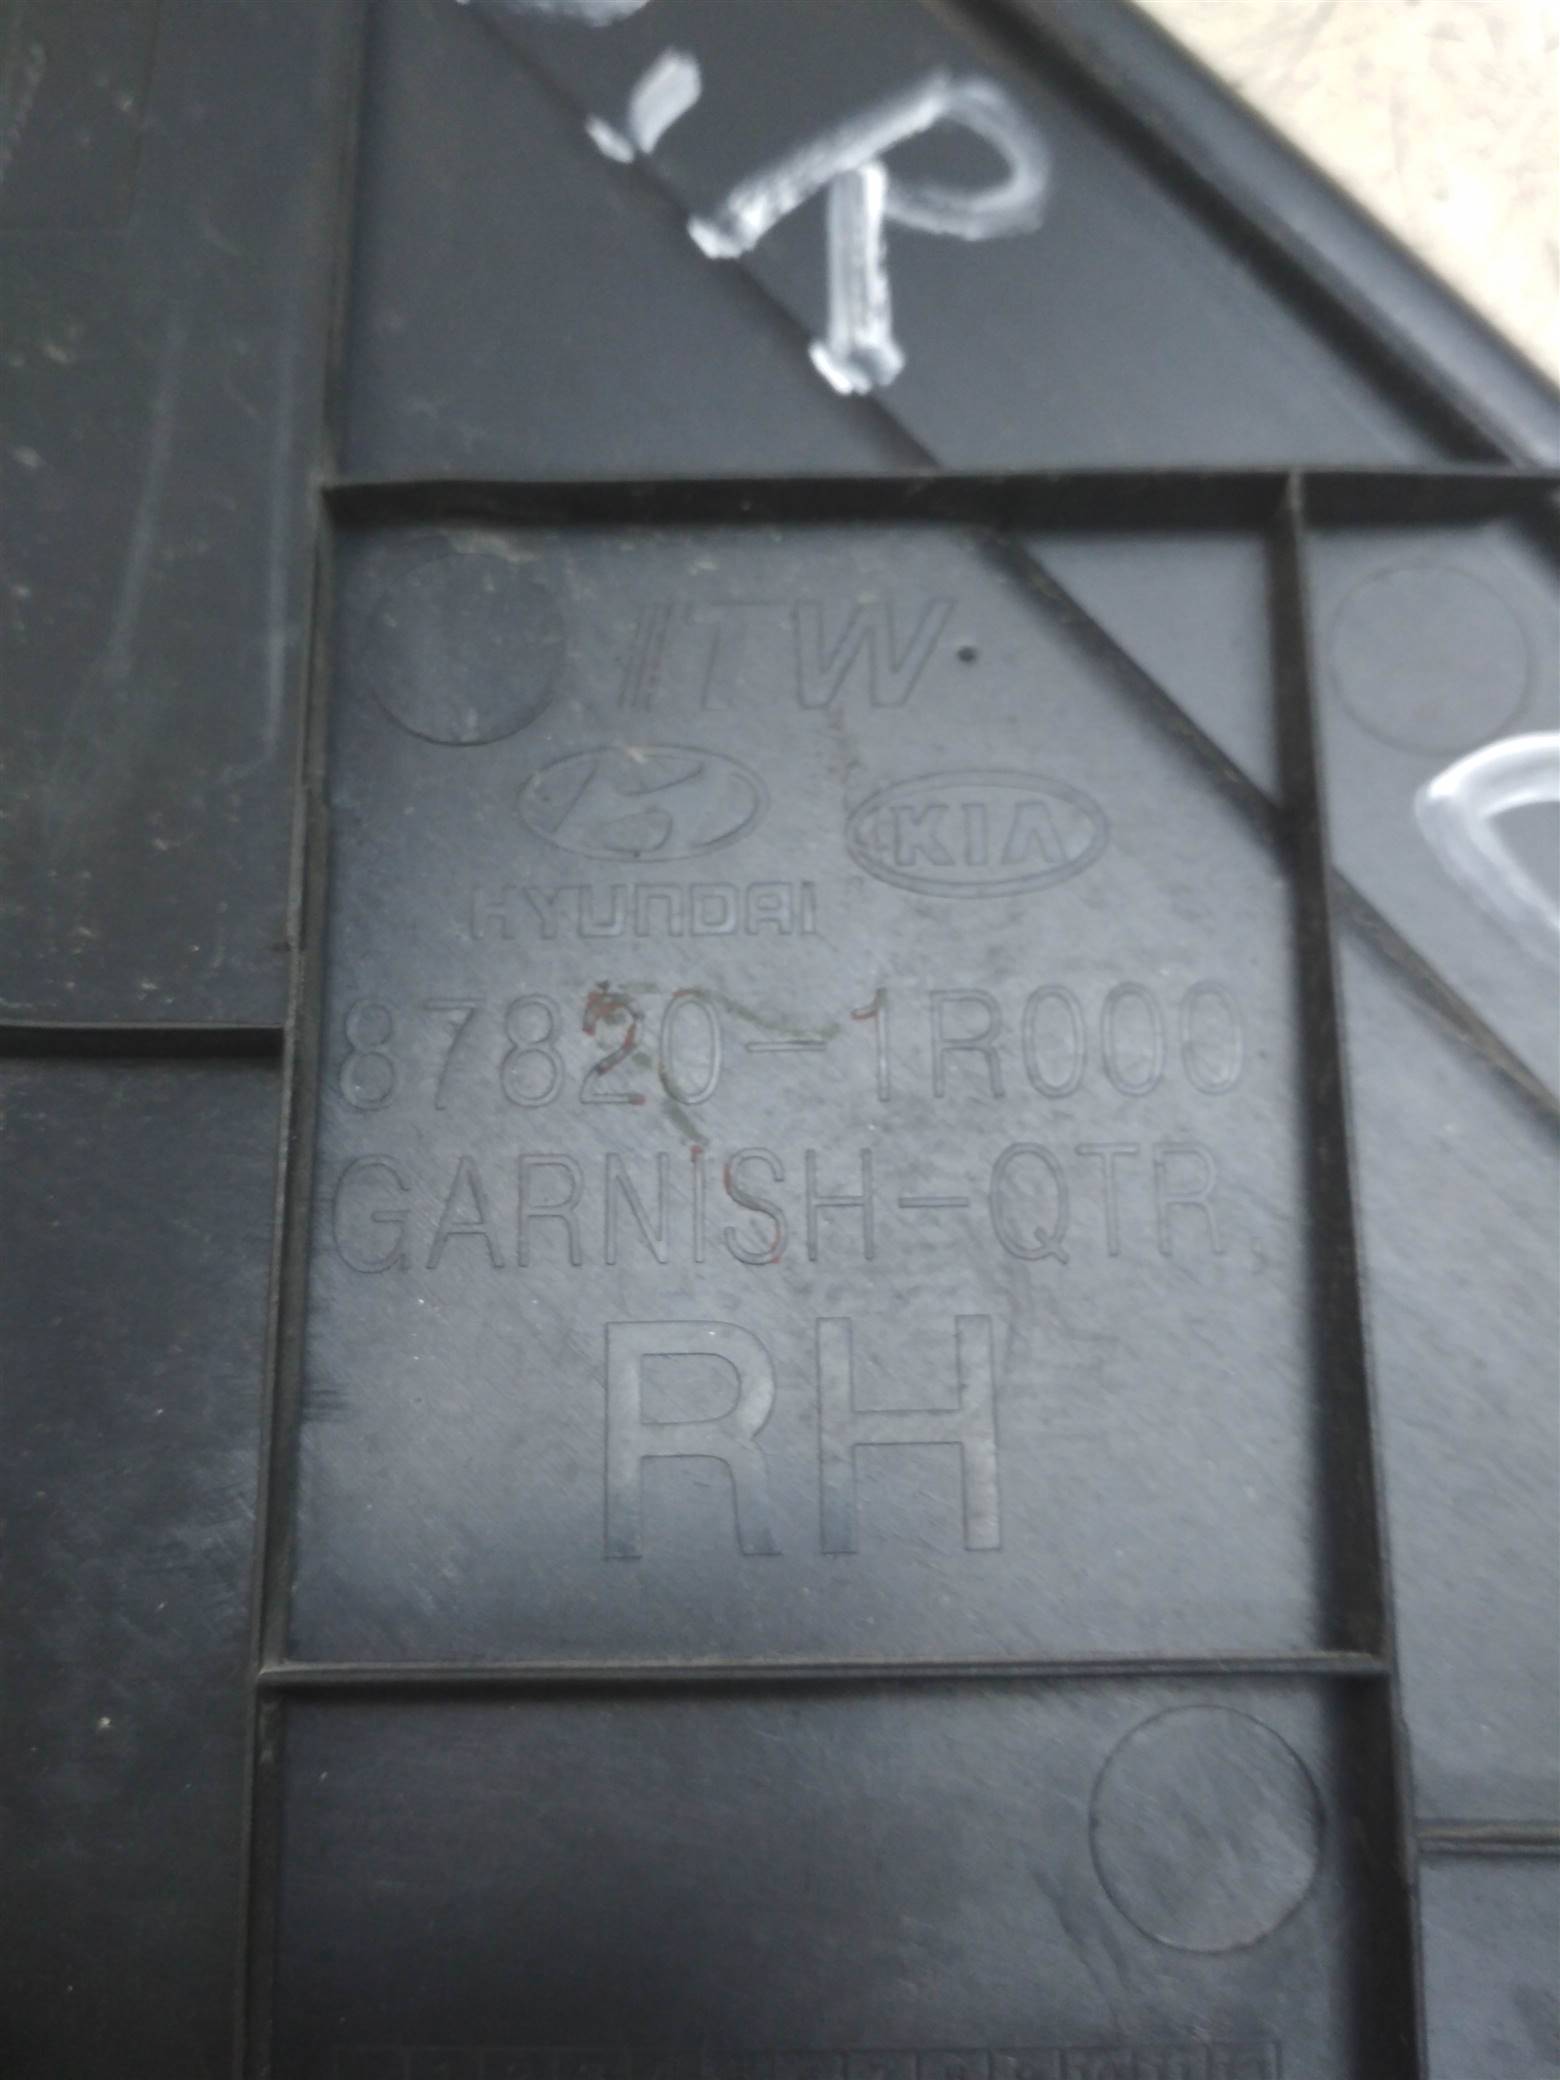 R
ITW
HYUNDAI
KIA
87820-1R000
GARNISH-QTR
RH